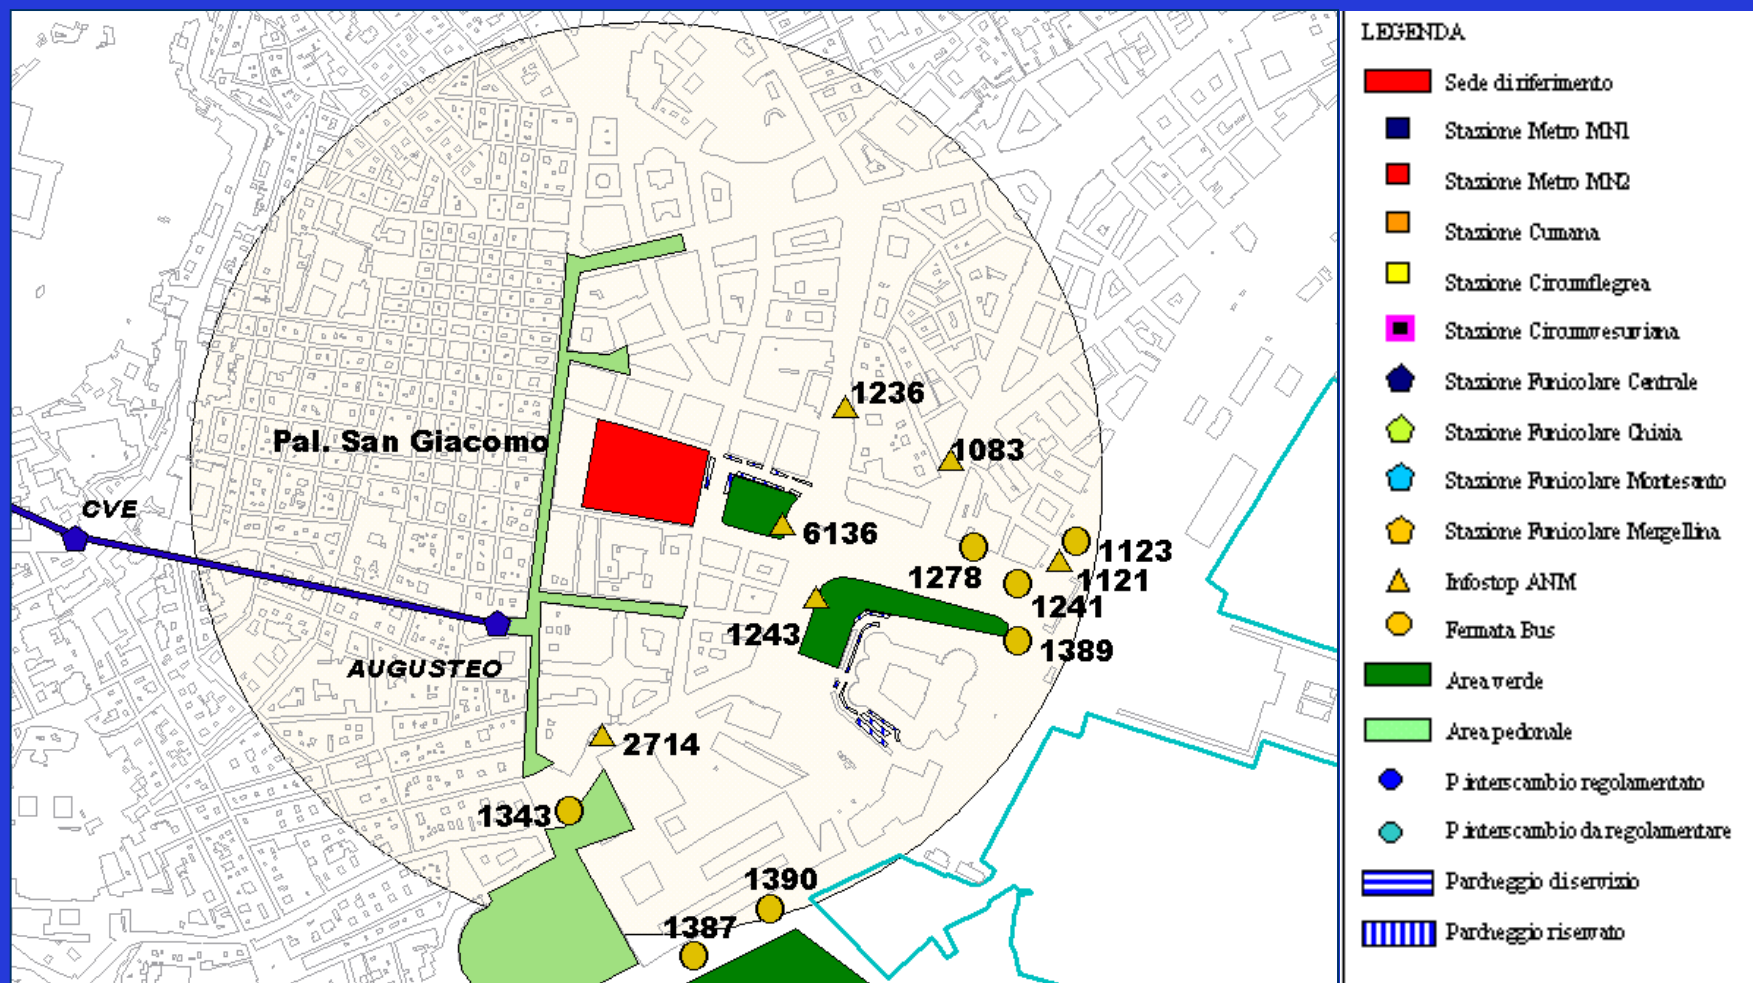 LEGENDA
Sede di riferimento
Stazione Metro MN1
Stazione Metro MN2
Stazione Cumana
Stazione Circumflegrea
Stazione Circumvesuviana
Stazione Funicolare Centrale
Stazione Funicolare Chiaia
Stazione Funicolare Montesanto
Stazione Funicolare Mergellina
Infostop ANM
Fermata Bus
Area verde
Area pedonale
P interscambio regolamentato
P interscambio da regolamentare
Parcheggio di servizio
Parcheggio riservato
1236
Pal. San Giacomo
1083
CVE
6136
1123
1278
1121
1241
1243
1389
AUGUSTEO
2714
1343
1390
1387